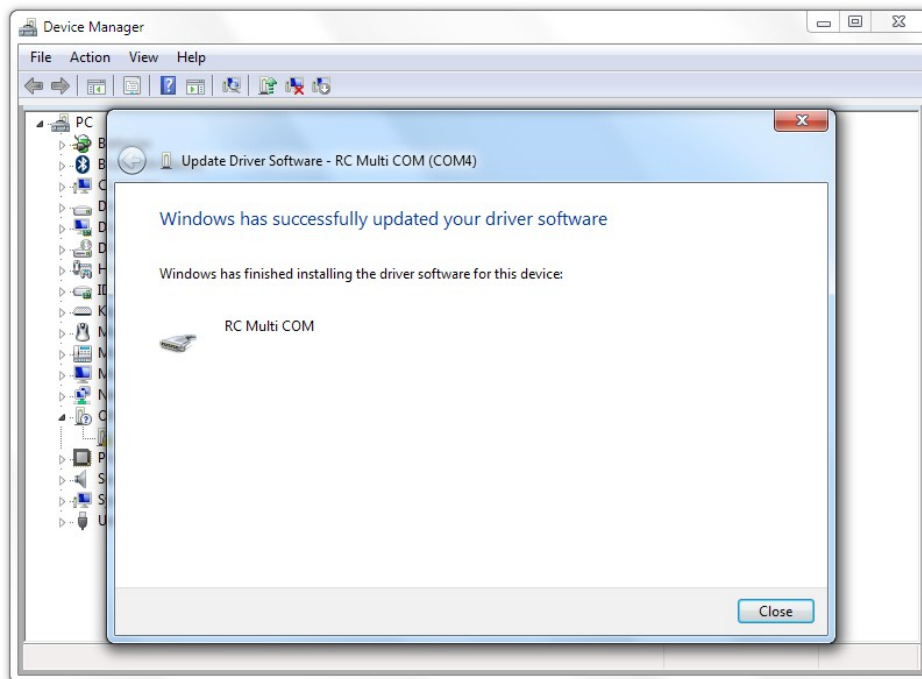 Device Manager
File Action View Help
PC
Update Driver Software - RC Multi COM (COM4)
Windows has successfully updated your driver software
Windows has finished installing the driver software for this device:
RC Multi COM
Close